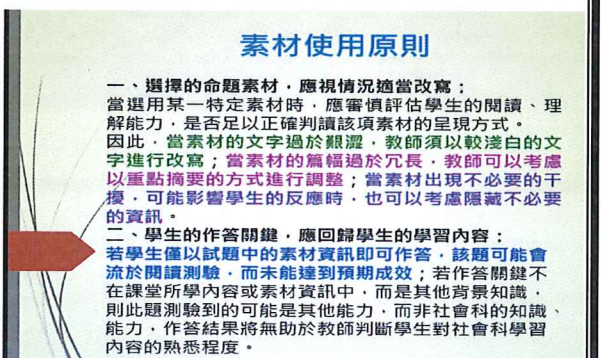 素材使用原則
一、選擇的命題素材，應視情況適當改寫：
當選用某一特定素材時，應審慎評估學生的閱讀、理
解能力，是否足以正確判讀該項素材的呈現方式。
因此，當素材的文字過於艱澀，教師須以較淺白的文
字進行改寫；當素材的篇幅過於冗長，教師可以考慮
以重點摘要的方式進行調整；當素材出現不必要的干
擾，可能影響學生的反應時，也可以考慮隱藏不必要
的資訊。
二、學生的作答關鍵，應回歸學生的學習內容：
若學生僅以試題中的素材資訊即可作答，該題可能會
流於閱讀測驗，而未能達到預期成效；若作答關鍵不
在課堂所學內容或素材資訊中，而是其他背景知識，
則此題測驗到的可能是其他能力，而非社會科的知識、
能力，作答結果將無助於教師判斷學生對社會科學習
內容的熟悉程度。